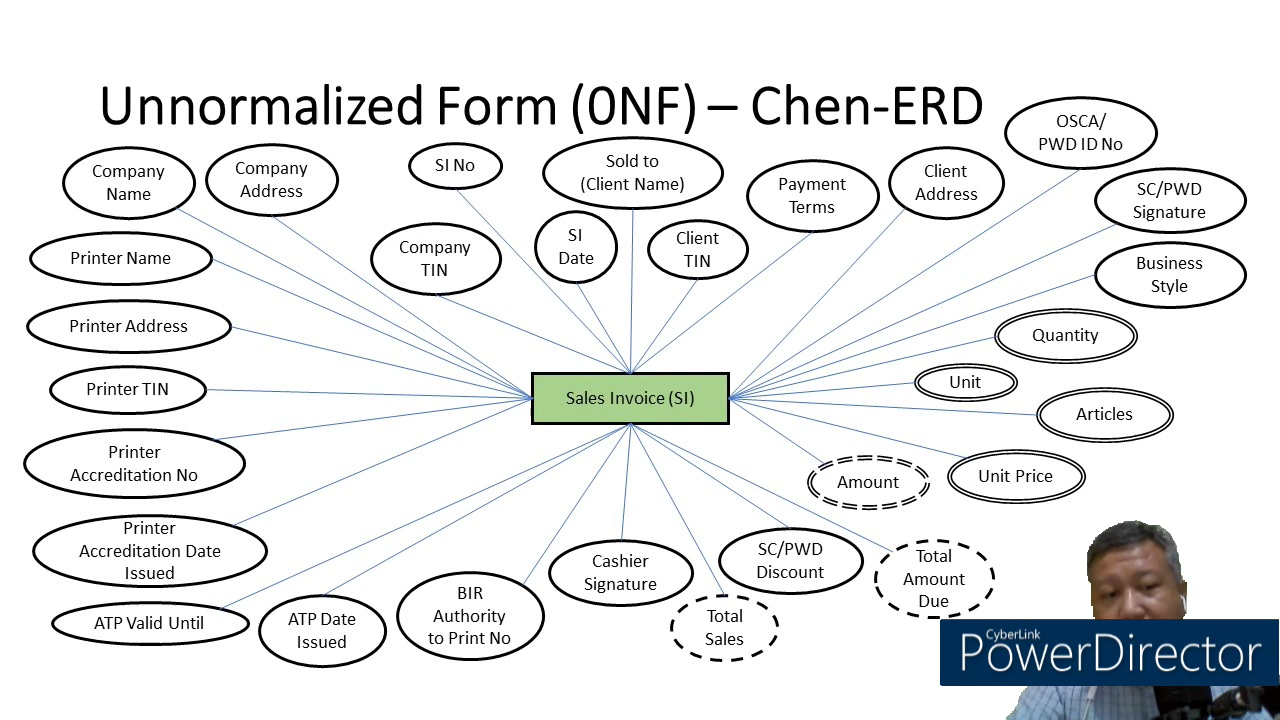 Unnormalized Form (0NF) – Chen-ERD
OSCA/
PWD ID No
Company
Name
Company
Address
SI No
Sold to
(Client Name)
Payment
Terms
Client
Address
SC/PWD
Signature
Printer Name
Company
TIN
SI
Date
Client
TIN
Business
Style
Printer Address
Quantity
Printer TIN
Sales Invoice (SI)
Unit
Articles
Printer
Accreditation No
Amount
Unit Price
Printer
Accreditation Date
Issued
Cashier
Signature
SC/PWD
Discount
Total
Amount
Due
ATP Valid Until
ATP Date
Issued
BIR
Authority
to Print No
Total
Sales
CyberLink
PowerDirector